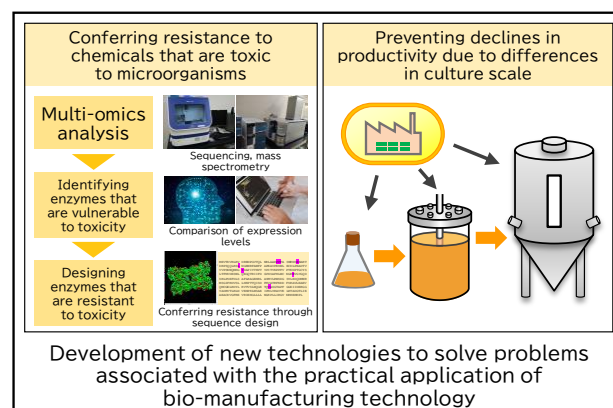 Conferring resistance to
chemicals that are toxic
to microorganisms
Multi-omics
analysis
Sequencing, mass
spectrometry
Identifying
enzymes that
are vulnerable
to toxicity
Comparison of expression
levels
Designing
enzymes that
are resistant
to toxicity
Conferring resistance through
sequence design
Preventing declines in
productivity due to differences
in culture scale
Development of new technologies to solve problems
associated with the practical application of
bio-manufacturing technology